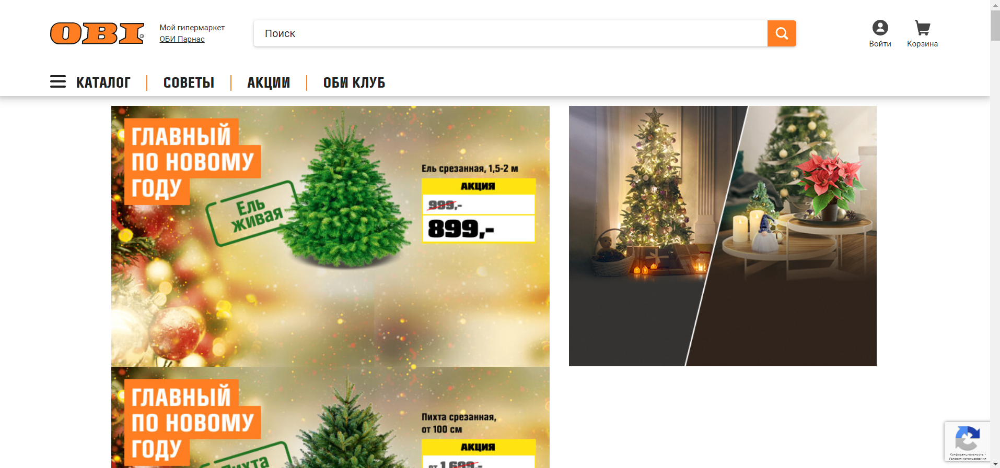 OBI
Мой гипермаркет
ОБИ Парнас
Поиск
Войти
Корзина
КАТАЛОГ
СОВЕТЫ
АКЦИИ
ОБИ КЛУБ
ГЛАВНЫЙ
ПО НОВОМУ
ГОДУ
Ель
живая
Ель срезанная, 1,5-2 м
АКЦИЯ
999,-
899,-
ГЛАВНЫЙ
ПО НОВОМУ
ГОДУ
Пихта
Пихта срезанная,
от 100 см
АКЦИЯ
от 1 699,-
Конфиденциальность -
Условия использования